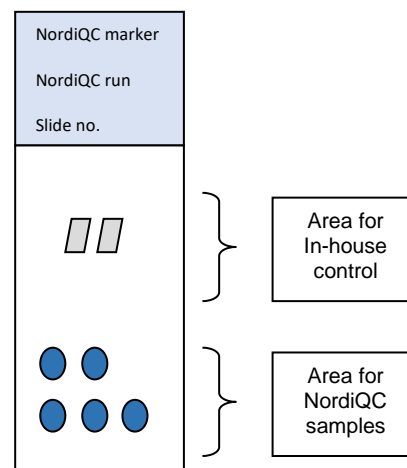 NordiQC marker
NordiQC run
Slide no.
Area for
In-house
control
Area for
NordiQC
samples